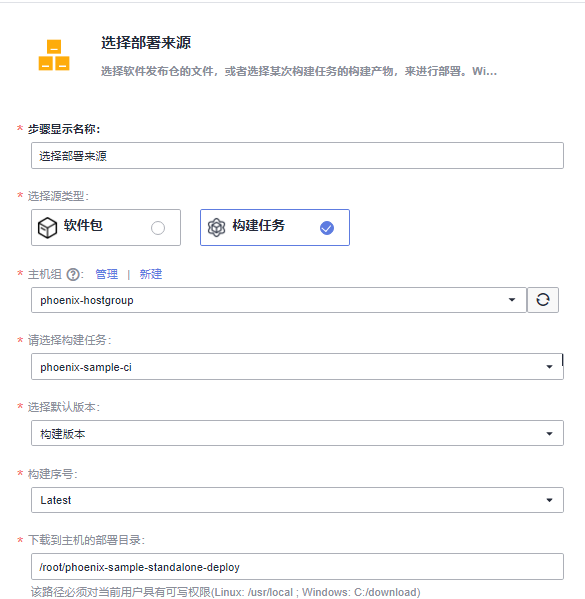 选择部署来源
选择软件发布仓的文件，或者选择某次构建任务的构建产物，来进行部署。Wi...
* 步骤显示名称:
选择部署来源
* 选择源类型:
软件包 构建任务
* 主机组 ?: 管理 | 新建
phoenix-hostgroup
* 请选择构建任务:
phoenix-sample-ci
* 选择默认版本:
构建版本
* 构建序号:
Latest
* 下载到主机的部署目录:
/root/phoenix-sample-standalone-deploy
该路径必须对当前用户具有可写权限(Linux: /usr/local ; Windows: C:/download)